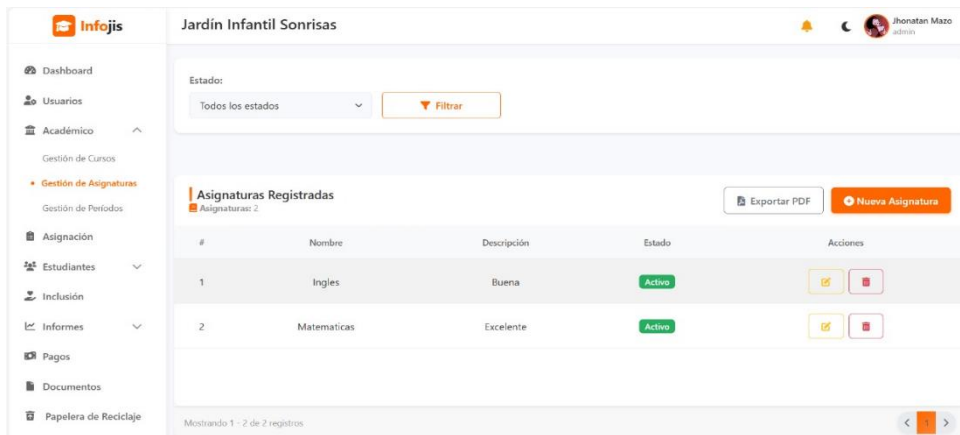 Infojis
Jardín Infantil Sonrisas
Jhonatan Mazo
admin
Dashboard
Usuarios
Académico
Gestión de Cursos
Gestión de Asignaturas
Gestión de Períodos
Asignación
Estudiantes
Inclusión
Informes
Pagos
Documentos
Papelera de Reciclaje
Estado:
Todos los estados
Filtrar
Asignaturas Registradas
Asignaturas: 2
Exportar PDF
Nueva Asignatura
# Nombre Descripción Estado Acciones
1 Ingles Buena Activo
2 Matematicas Excelente Activo
Mostrando 1 - 2 de 2 registros
< 1 >